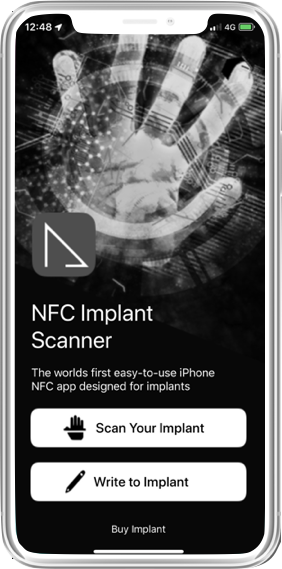 12:48 4G
NFC Implant
Scanner
The worlds first easy-to-use iPhone
NFC app designed for implants
Scan Your Implant
Write to Implant
Buy Implant